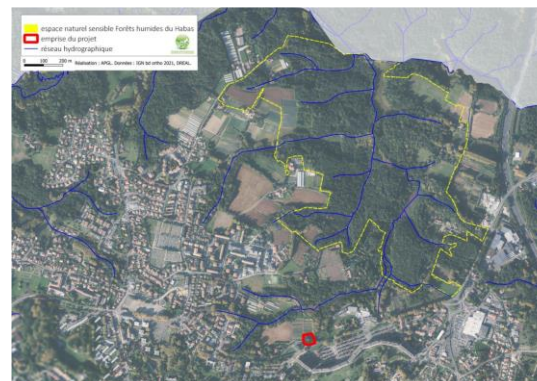 espace naturel sensible Forêts humides du Habas
emprise du projet
réseau hydrographique
0 100 200 m Réalisation : APGL. Données : IGN bd ortho 2021, DREAL.